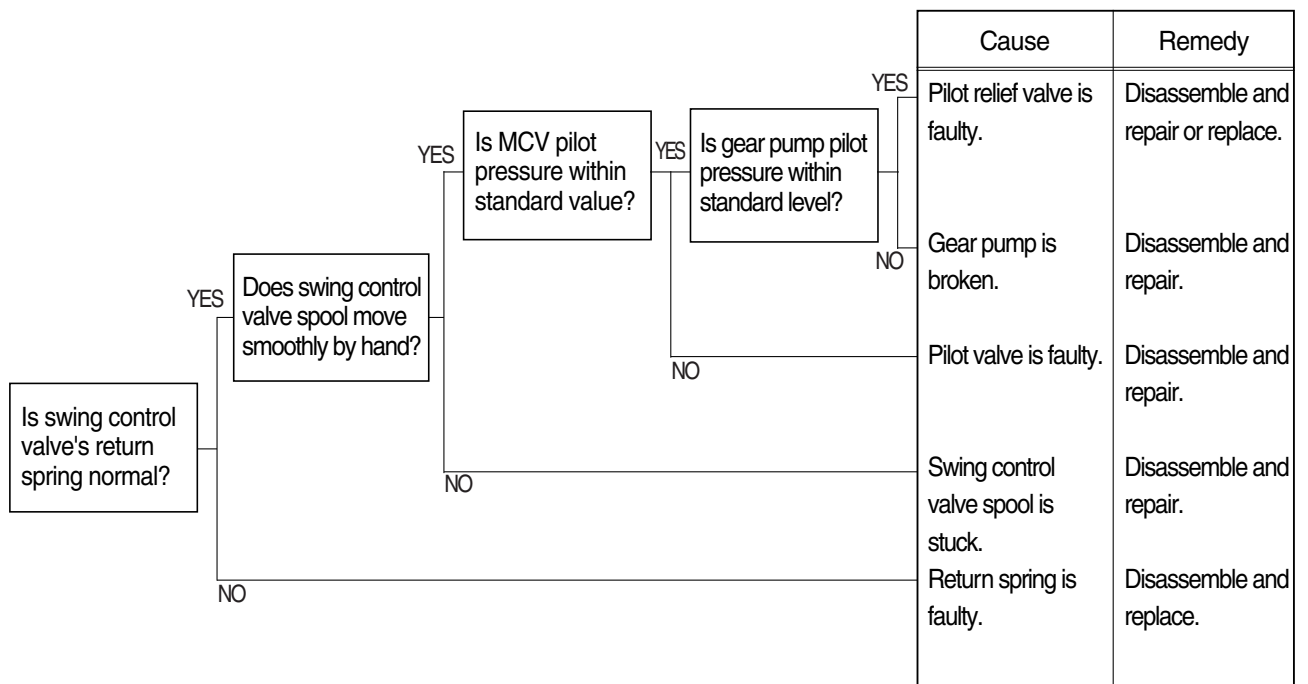 Cause
Remedy
YES
Pilot relief valve is
faulty.
Disassemble and
repair or replace.
YES
Is MCV pilot
pressure within
standard value?
YES
Is gear pump pilot
pressure within
standard level?
NO
Gear pump is
broken.
Disassemble and
repair.
YES
Does swing control
valve spool move
smoothly by hand?
NO
Pilot valve is faulty.
Disassemble and
repair.
Is swing control
valve's return
spring normal?
NO
Swing control
valve spool is
stuck.
Disassemble and
repair.
NO
Return spring is
faulty.
Disassemble and
replace.